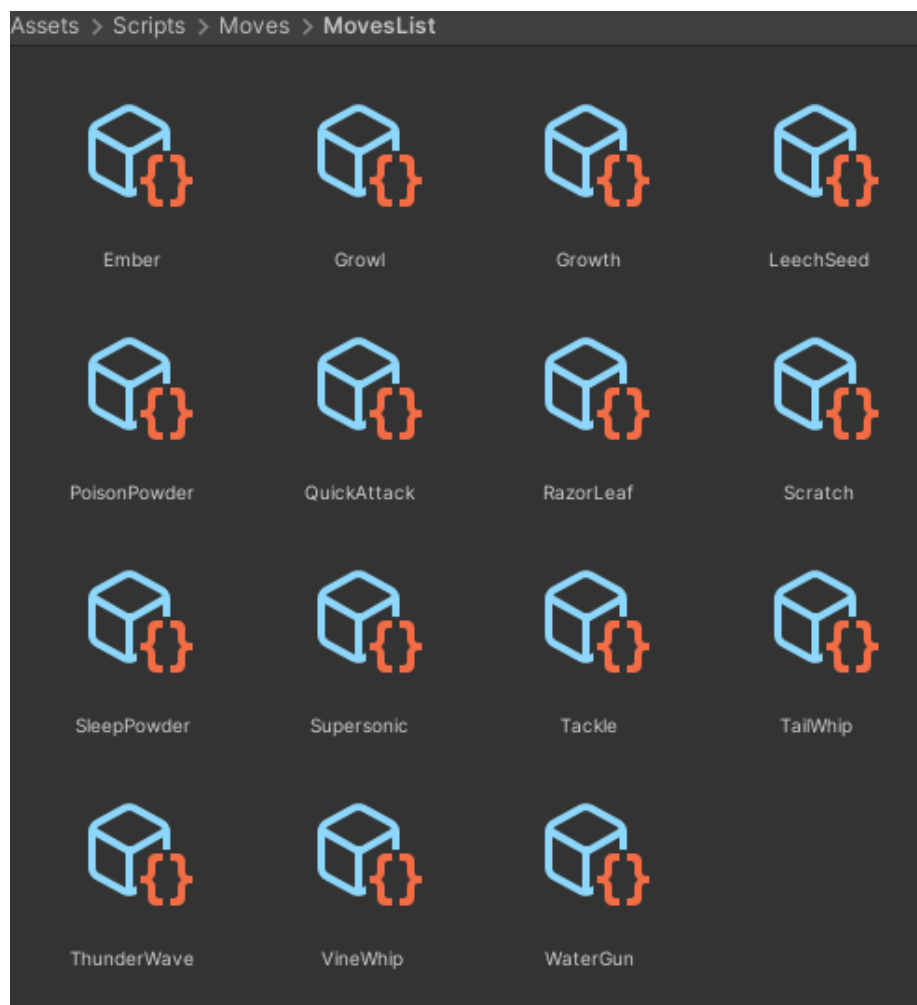 Assets > Scripts > Moves > MovesList
Ember Growl Growth LeechSeed
PoisonPowder QuickAttack RazorLeaf Scratch
SleepPowder Supersonic Tackle TailWhip
ThunderWave VineWhip WaterGun